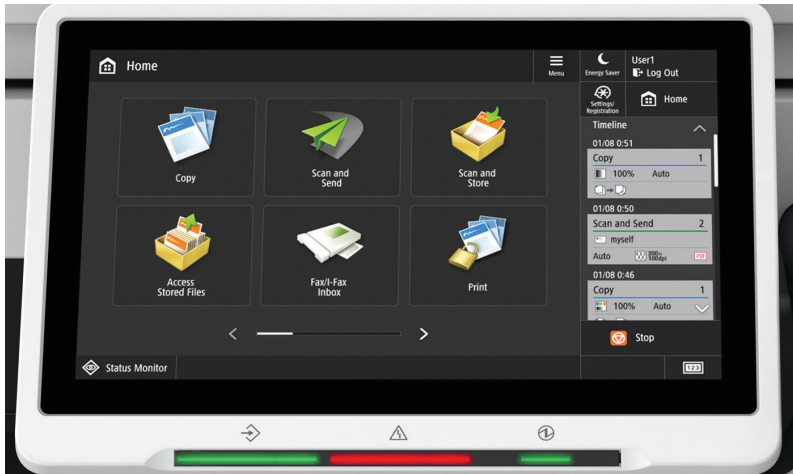 Home
Menu
Energy Saver
User1
Log Out
Settings/
Registration
Home
Copy
Scan and
Send
Scan and
Store
Access
Stored Files
Fax/I-Fax
Inbox
Print
Timeline
01/08 0:51
Copy 1
100% Auto
01/08 0:50
Scan and Send 2
myself
Auto 200x
100dpi PDF
01/08 0:46
Copy 1
100% Auto
Stop
Status Monitor
123